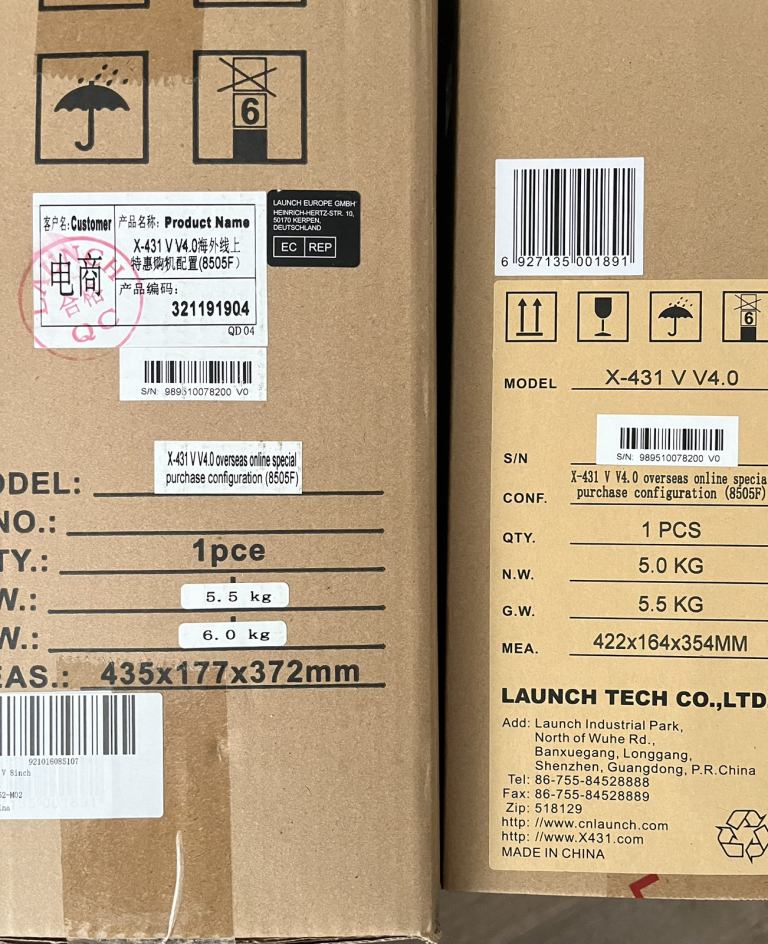 6
客户名:Customer
电商
产品名称: Product Name
X-431 V V4.0海外线上
特惠购机配置(8505F)
产品编码:
321191904
QD04
LAUNCH
合格
QC
LAUNCH EUROPE GMBH
HEINRICH-HERTZ-STR. 10,
50170 KERPEN,
DEUTSCHLAND
EC REP
S/N: 989510078200 V0
ODEL: X-431 V V4.0 overseas online special
purchase configuration (8505F)
NO.:
TY.: 1pce
W.: 5.5 kg
W.: 6.0 kg
EAS.: 435x177x372mm
921016085107
V 8inch
52-M02
ina
6 927135 001891
6
MODEL X-431 V V4.0
S/N S/N: 989510078200 V0
CONF. X-431 V V4.0 overseas online specia
purchase configuration (8505F)
QTY. 1 PCS
N.W. 5.0 KG
G.W. 5.5 KG
MEA. 422x164x354MM
LAUNCH TECH CO.,LTD
Add: Launch Industrial Park,
North of Wuhe Rd.,
Banxuegang, Longgang,
Shenzhen, Guangdong, P.R.China
Tel: 86-755-84528888
Fax: 86-755-84528889
Zip: 518129
http: //www.cnlaunch.com
http: //www.X431.com
MADE IN CHINA